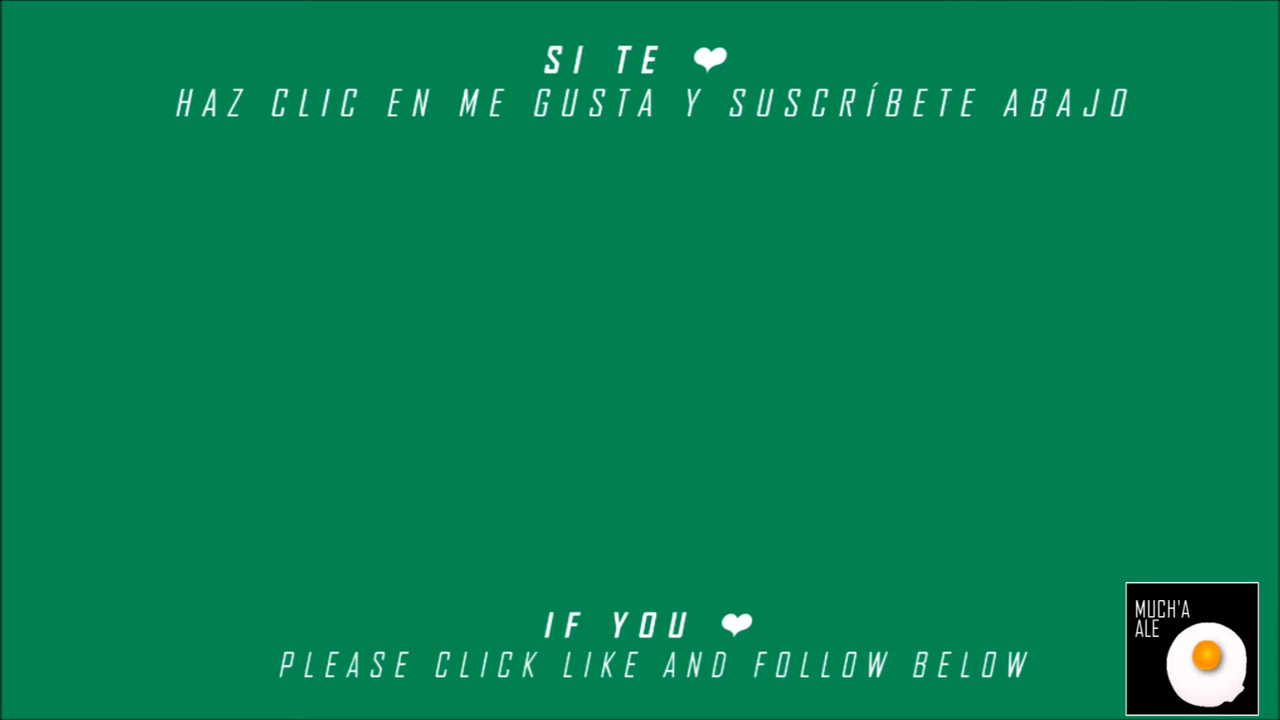 SI TE ❤
HAZ CLIC EN ME GUSTA Y SUSCRÍBETE ABAJO
IF YOU ❤
PLEASE CLICK LIKE AND FOLLOW BELOW
MUCH'A
ALE